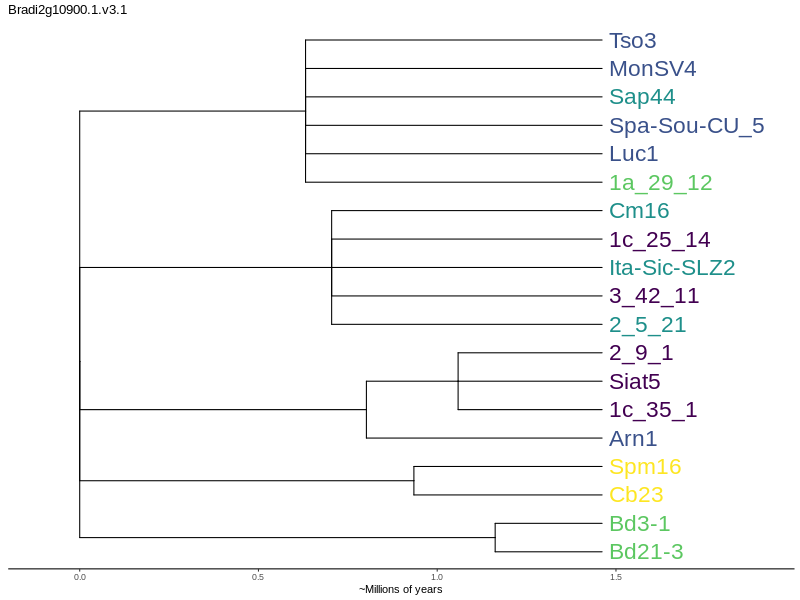 Bradi2g10900.1.v3.1
Tso3
MonSV4
Sap44
Spa-Sou-CU_5
Luc1
1a_29_12
Cm16
1c_25_14
Ita-Sic-SLZ2
3_42_11
2_5_21
2_9_1
Siat5
1c_35_1
Arn1
Spm16
Cb23
Bd3-1
Bd21-3
0.0 0.5 1.0 1.5
~Millions of years